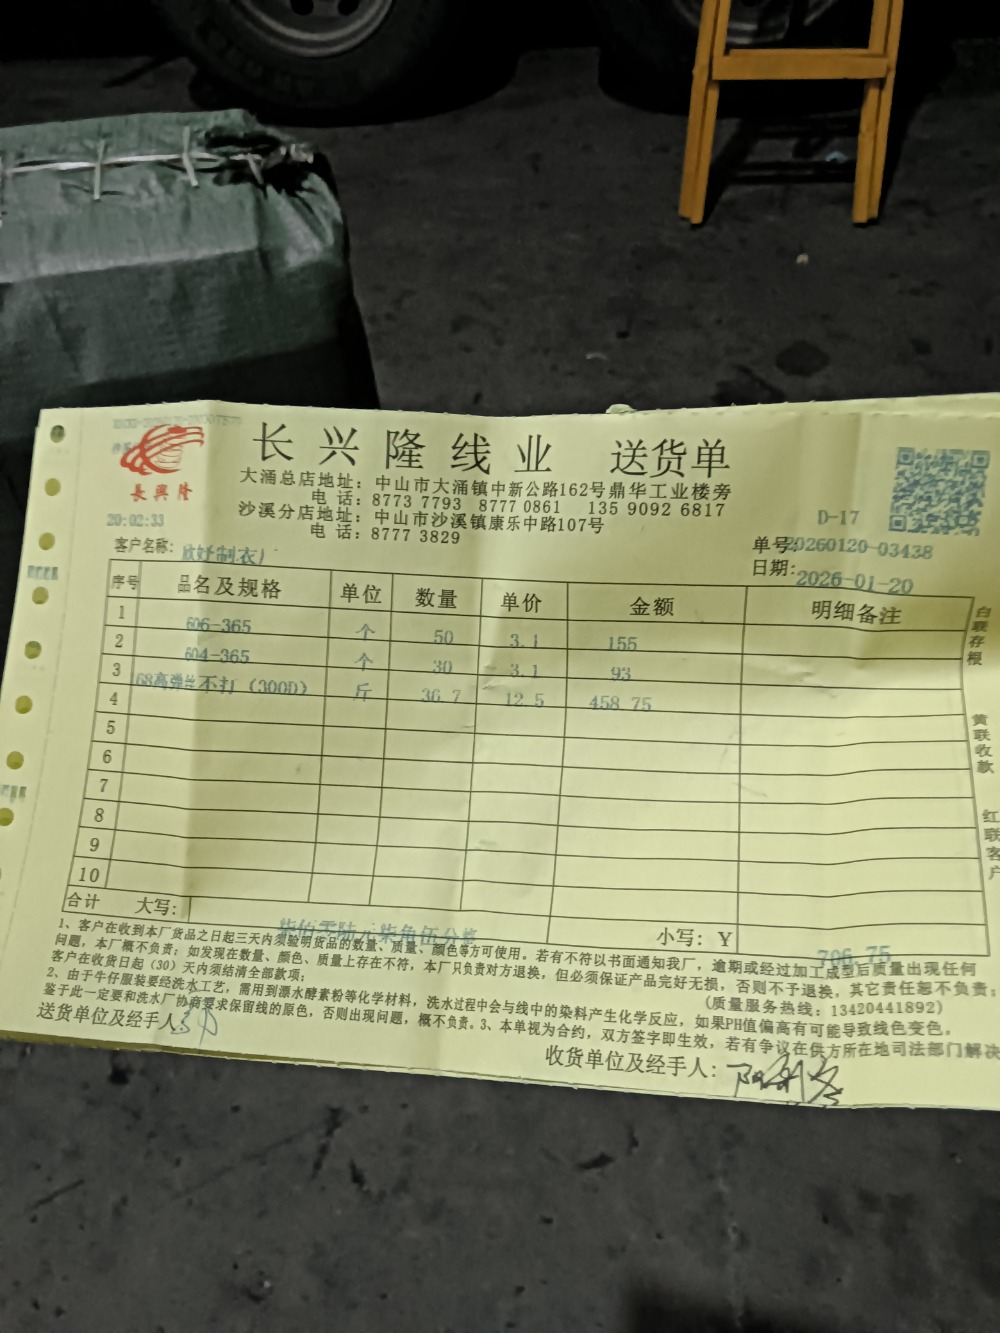 长兴隆线业 送货单
長興隆
大涌总店地址：中山市大涌镇中新公路162号鼎华工业楼旁
电 话：8773 7793 8777 0861 135 9092 6817
沙溪分店地址：中山市沙溪镇康乐中路107号
电 话：8777 3829
20:02:33
D-17
客户名称：欣妤制衣厂
单号：20260120-03438
日期：2026-01-20
序号 品名及规格 单位 数量 单价 金额 明细备注
1 606-365 个 50 3.1 155
2 604-365 个 30 3.1 93
3 168高弹丝不打（300D） 斤 36.7 12.5 458.75
4
5
6
7
8
9
10
合计 大写：柒佰零陆元柒角伍分整 小写：Y 706.75
白联存根
黄联收款
红联客户
1、客户在收到本厂货品之日起三天内须验明货品的数量、质量、颜色等方可使用。若有不符以书面通知我厂，逾期或经过加工成型后质量出现任何
问题，本厂概不负责；如发现在数量、颜色、质量上存在不符，本厂只负责对方退换，但必须保证产品完好无损，否则不予退换，其它责任恕不负责；
客户在收货日起（30）天内须结清全部款项；
(质量服务热线：13420441892)
2、由于牛仔服装要经洗水工艺，需用到漂水酵素粉等化学材料，洗水过程中会与线中的染料产生化学反应，如果PH值偏高有可能导致线色变色。
鉴于此一定要和洗水厂协商要求保留线的原色，否则出现问题，概不负责。3、本单视为合约，双方签字即生效，若有争议在供方所在地司法部门解决
送货单位及经手人：
收货单位及经手人：